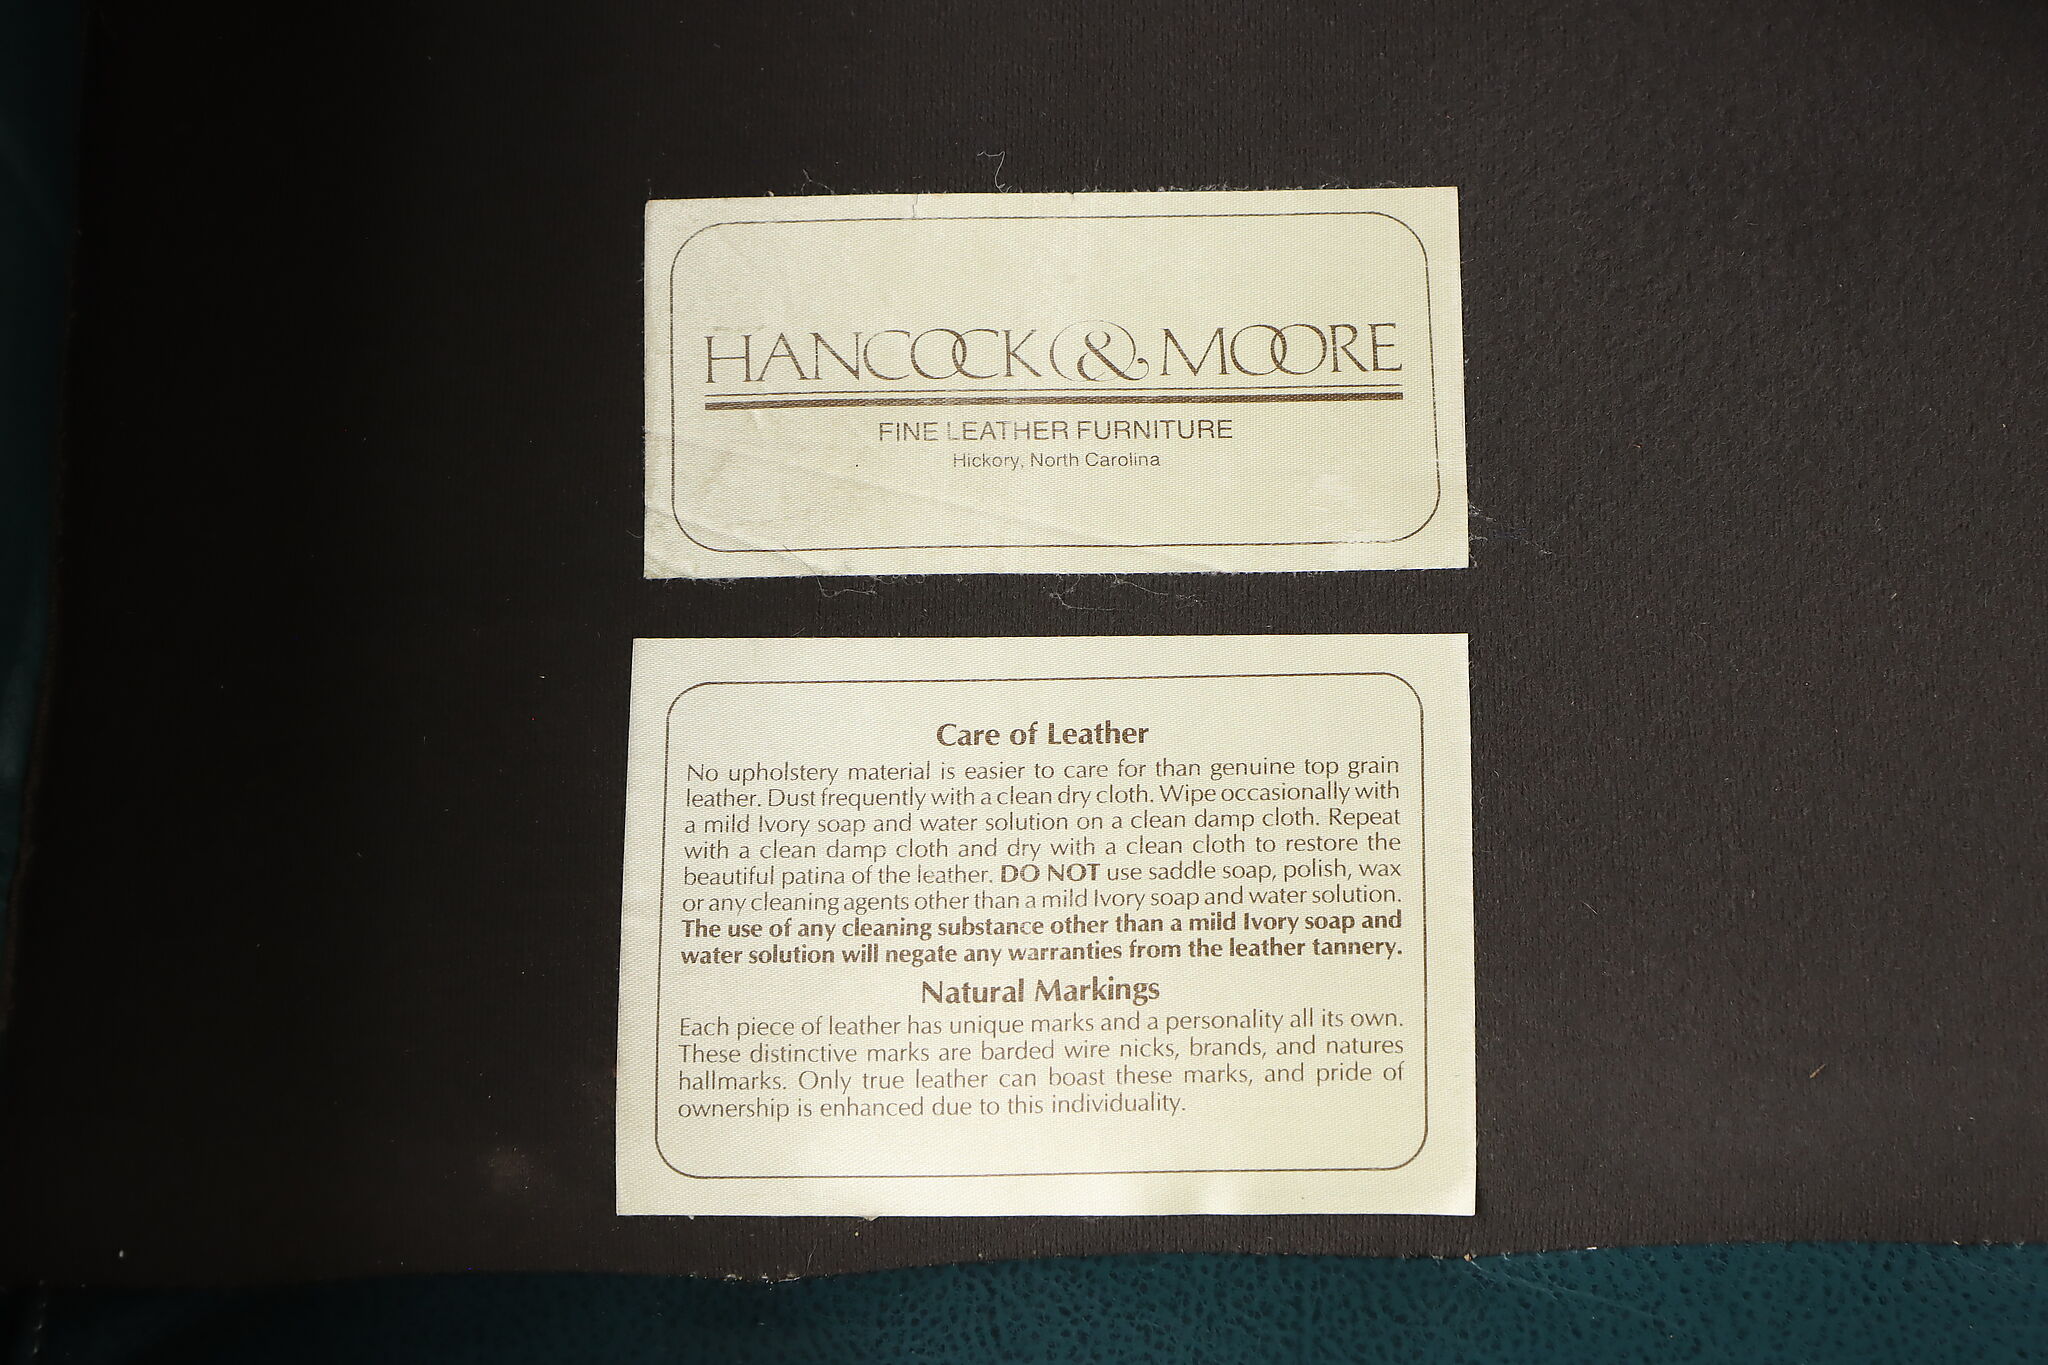 HANCOCK & MOORE
FINE LEATHER FURNITURE
Hickory, North Carolina
Care of Leather
No upholstery material is easier to care for than genuine top grain
leather. Dust frequently with a clean dry cloth. Wipe occasionally with
a mild Ivory soap and water solution on a clean damp cloth. Repeat
with a clean damp cloth and dry with a clean cloth to restore the
beautiful patina of the leather. DO NOT use saddle soap, polish, wax
or any cleaning agents other than a mild Ivory soap and water solution.
The use of any cleaning substance other than a mild Ivory soap and
water solution will negate any warranties from the leather tannery.
Natural Markings
Each piece of leather has unique marks and a personality all its own.
These distinctive marks are barded wire nicks, brands, and natures
hallmarks. Only true leather can boast these marks, and pride of
ownership is enhanced due to this individuality.